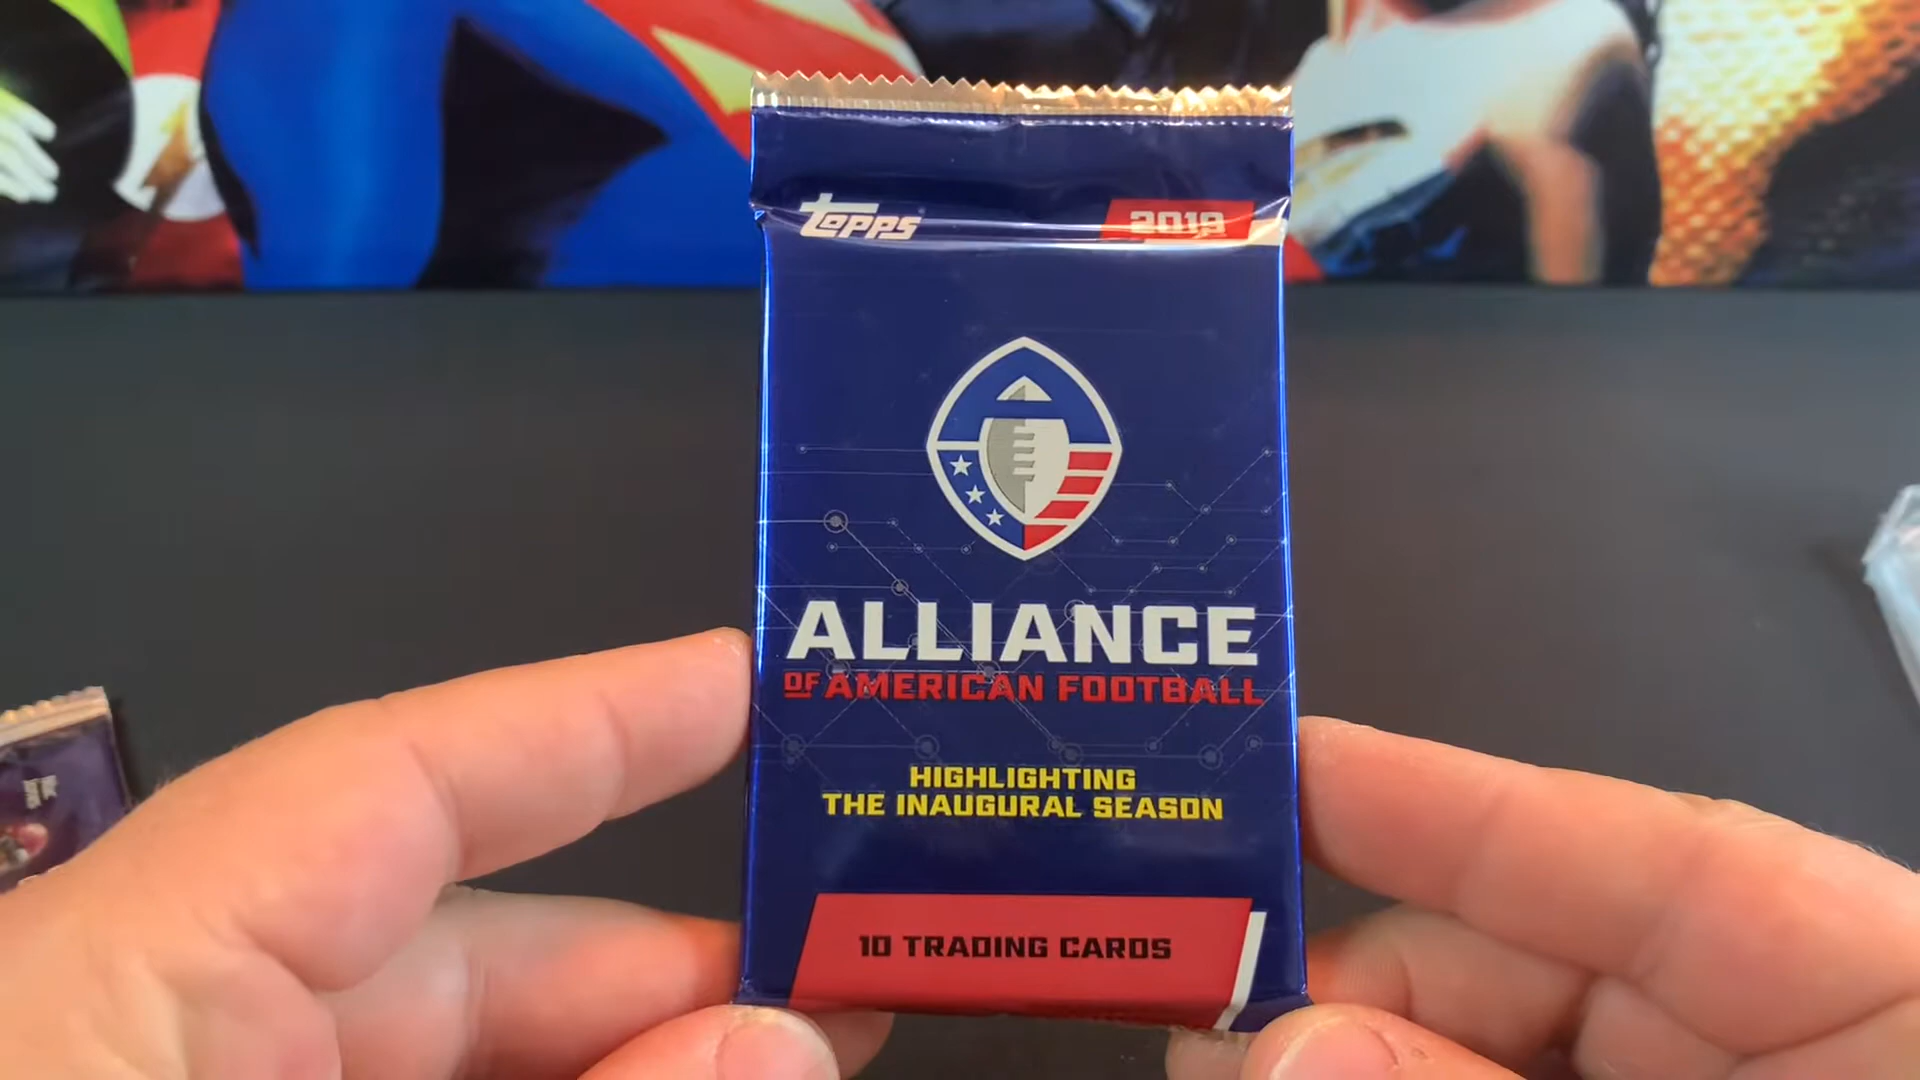 Topps
2019
ALLIANCE
OF AMERICAN FOOTBALL
HIGHLIGHTING
THE INAUGURAL SEASON
10 TRADING CARDS